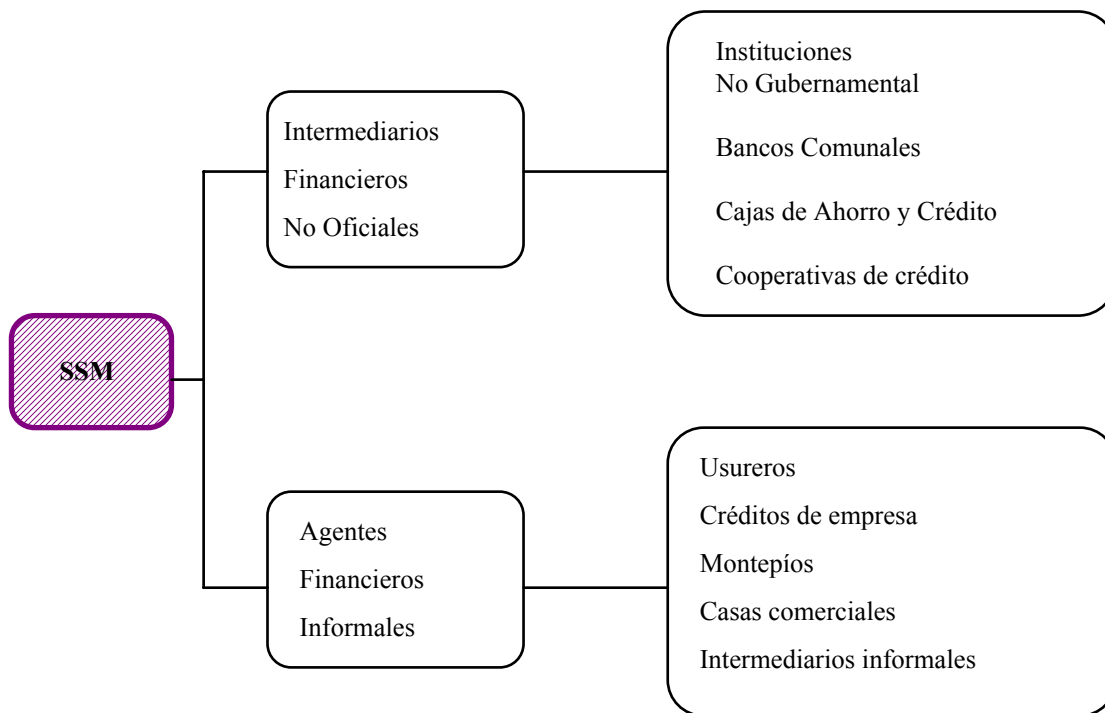 SSM
Intermediarios
Financieros
No Oficiales
Instituciones
No Gubernamental
Bancos Comunales
Cajas de Ahorro y Crédito
Cooperativas de crédito
Agentes
Financieros
Informales
Usureros
Créditos de empresa
Montepíos
Casas comerciales
Intermediarios informales